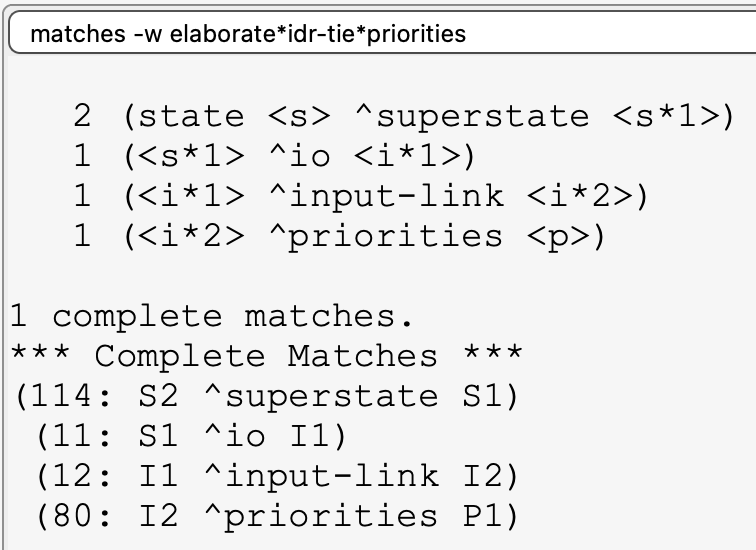 matches -w elaborate*idr-tie*priorities
2 (state <s> ^superstate <s*1>)
1 (<s*1> ^io <i*1>)
1 (<i*1> ^input-link <i*2>)
1 (<i*2> ^priorities <p>)
1 complete matches.
*** Complete Matches ***
(114: S2 ^superstate S1)
(11: S1 ^io I1)
(12: I1 ^input-link I2)
(80: I2 ^priorities P1)